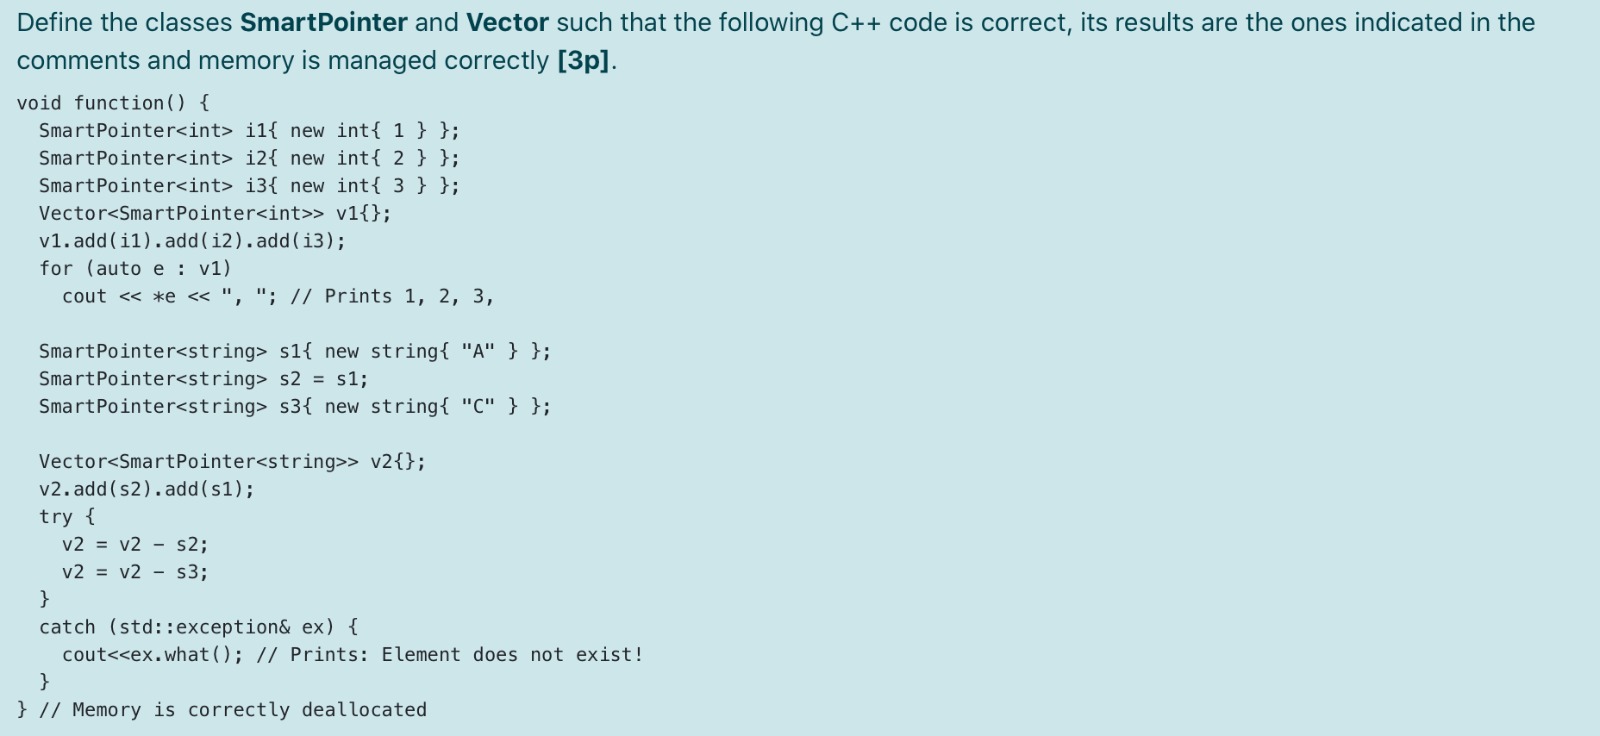 Define the classes SmartPointer and Vector such that the following C++ code is correct, its results are the ones indicated in the
comments and memory is managed correctly [3p].
void function() {
  SmartPointer<int> i1{ new int{ 1 } };
  SmartPointer<int> i2{ new int{ 2 } };
  SmartPointer<int> i3{ new int{ 3 } };
  Vector<SmartPointer<int>> v1{};
  v1.add(i1).add(i2).add(i3);
  for (auto e : v1)
    cout << *e << ", "; // Prints 1, 2, 3,

  SmartPointer<string> s1{ new string{ "A" } };
  SmartPointer<string> s2 = s1;
  SmartPointer<string> s3{ new string{ "C" } };

  Vector<SmartPointer<string>> v2{};
  v2.add(s2).add(s1);
  try {
    v2 = v2 - s2;
    v2 = v2 - s3;
  }
  catch (std::exception& ex) {
    cout<<ex.what(); // Prints: Element does not exist!
  }
} // Memory is correctly deallocated